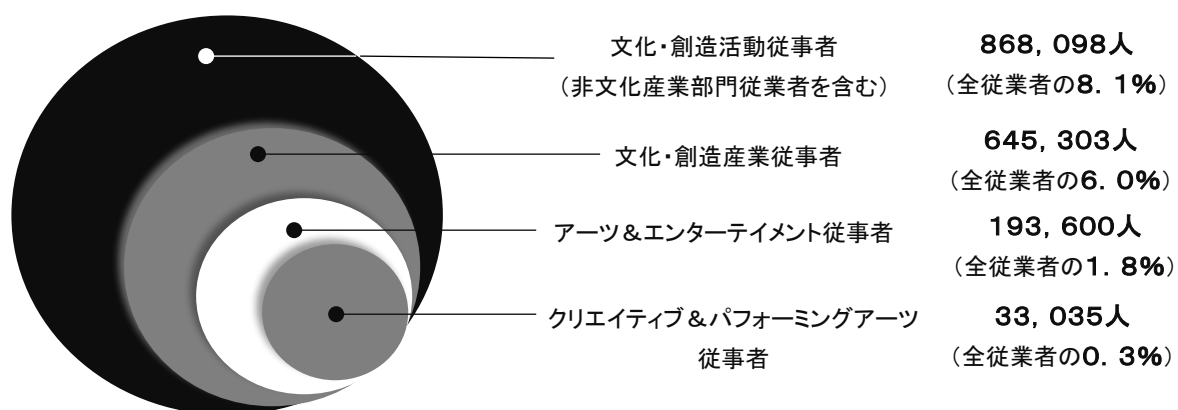 文化・創造活動従事者 868,098人
(非文化産業部門従業者を含む) (全従業者の8.1%)
文化・創造産業従事者 645,303人
(全従業者の6.0%)
アーツ&エンターテイメント従事者 193,600人
(全従業者の1.8%)
クリエイティブ&パフォーミングアーツ 33,035人
従事者 (全従業者の0.3%)